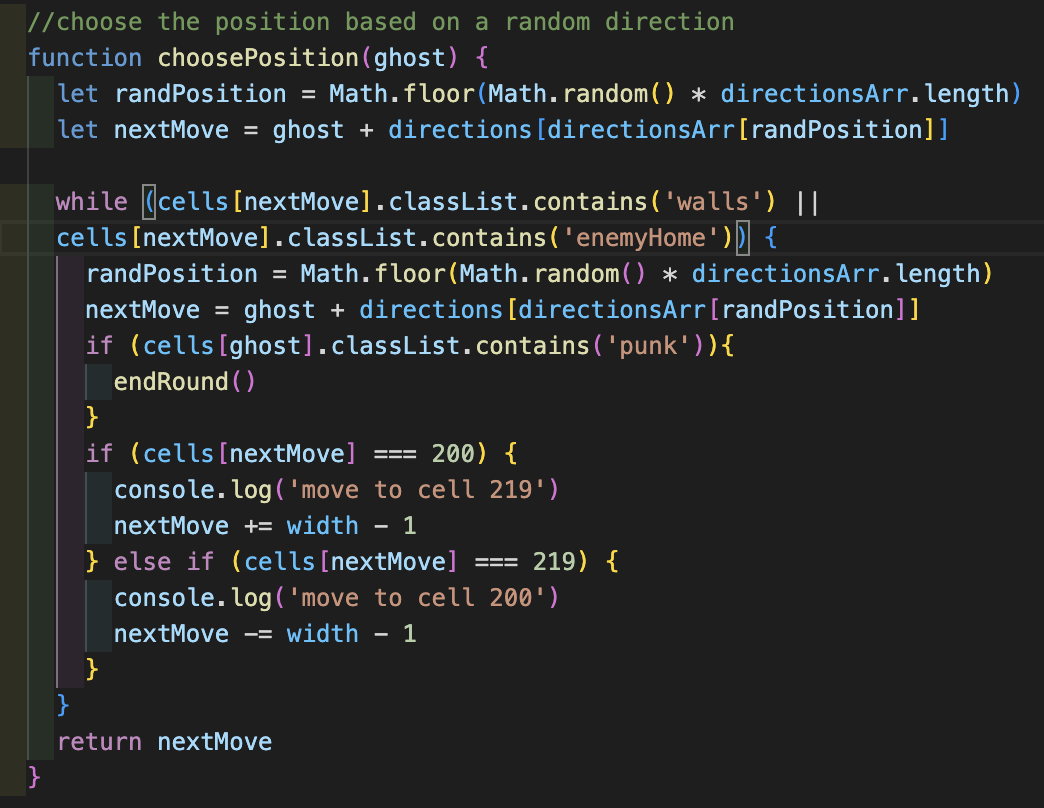 //choose the position based on a random direction
function choosePosition(ghost) {
  let randPosition = Math.floor(Math.random() * directionsArr.length)
  let nextMove = ghost + directions[directionsArr[randPosition]]

  while (cells[nextMove].classList.contains('walls') ||
  cells[nextMove].classList.contains('enemyHome')) {
    randPosition = Math.floor(Math.random() * directionsArr.length)
    nextMove = ghost + directions[directionsArr[randPosition]]
    if (cells[ghost].classList.contains('punk')){
      endRound()
    }
    if (cells[nextMove] === 200) {
      console.log('move to cell 219')
      nextMove += width - 1
    } else if (cells[nextMove] === 219) {
      console.log('move to cell 200')
      nextMove -= width - 1
    }
  }
  return nextMove
}